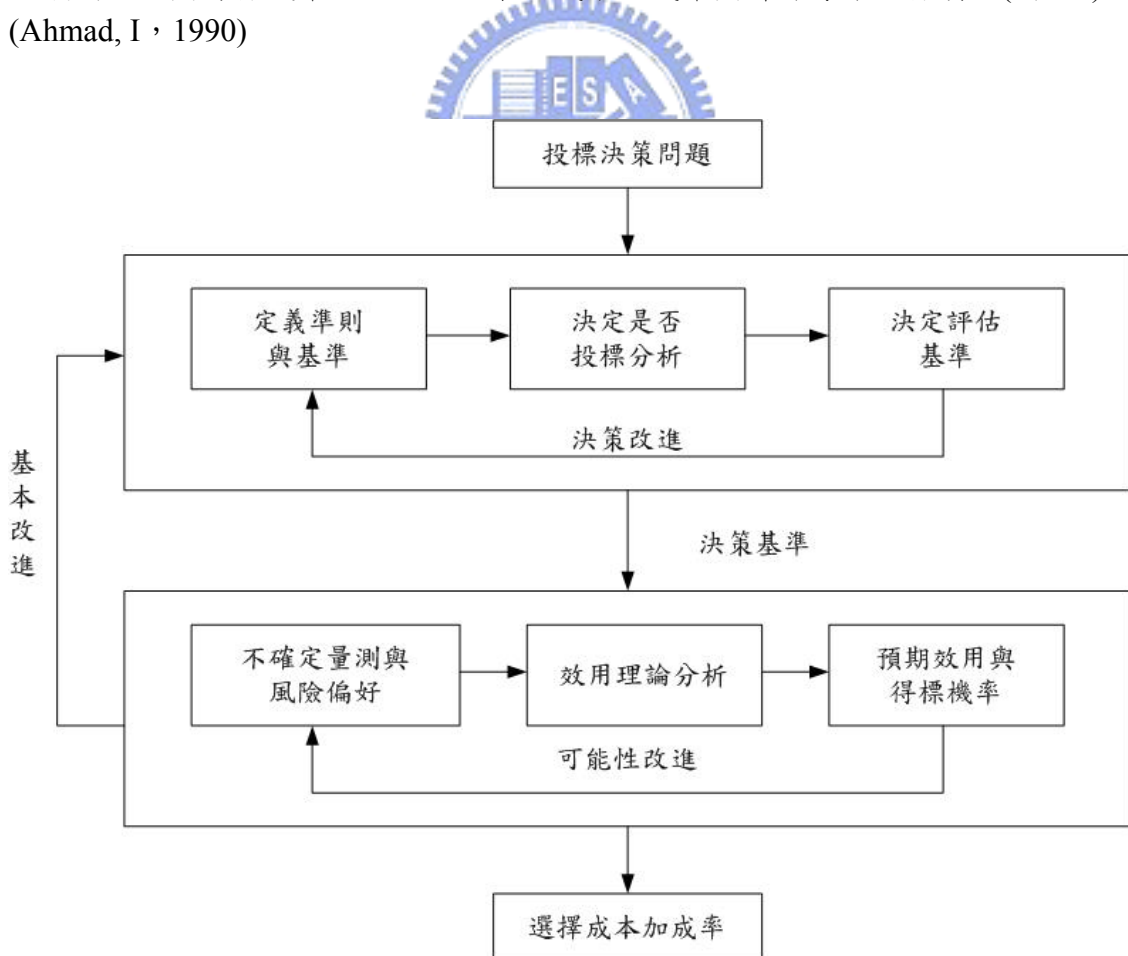 (Ahmad, I，1990)
E S A
投標決策問題
定義準則
與基準
決定是否
投標分析
決定評估
基準
決策改進
基
本
改
進
決策基準
不確定量測與
風險偏好
效用理論分析
預期效用與
得標機率
可能性改進
選擇成本加成率